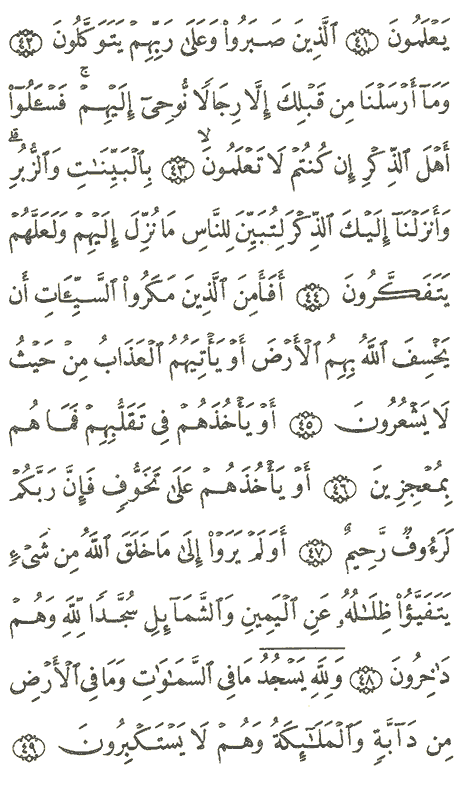 يَعْلَمُونَ ﴿٤١﴾ ٱلَّذِينَ صَبَرُوا۟ وَعَلَىٰ رَبِّهِمْ يَتَوَكَّلُونَ ﴿٤٢﴾
وَمَآ أَرْسَلْنَا مِن قَبْلِكَ إِلَّا رِجَالًا نُّوحِىٓ إِلَيْهِمْ ۚ فَسْـَٔلُوٓا۟
أَهْلَ ٱلذِّكْرِ إِن كُنتُمْ لَا تَعْلَمُونَ ۙ ﴿٤٣﴾ بِٱلْبَيِّنَـٰتِ وَٱلزُّبُرِ ۗ
وَأَنزَلْنَآ إِلَيْكَ ٱلذِّكْرَ لِتُبَيِّنَ لِلنَّاسِ مَا نُزِّلَ إِلَيْهِمْ وَلَعَلَّهُمْ
يَتَفَكَّرُونَ ﴿٤٤﴾ أَفَأَمِنَ ٱلَّذِينَ مَكَرُوا۟ ٱلسَّيِّـَٔاتِ أَن
يَخْسِفَ ٱللَّهُ بِهِمُ ٱلْأَرْضَ أَوْ يَأْتِيَهُمُ ٱلْعَذَابُ مِنْ حَيْثُ
لَا يَشْعُرُونَ ﴿٤٥﴾ أَوْ يَأْخُذَهُمْ فِى تَقَلُّبِهِمْ فَمَا هُم
بِمُعْجِزِينَ ﴿٤٦﴾ أَوْ يَأْخُذَهُمْ عَلَىٰ تَخَوُّفٍ فَإِنَّ رَبَّكُمْ
لَرَءُوفٌ رَّحِيمٌ ﴿٤٧﴾ أَوَلَمْ يَرَوْا۟ إِلَىٰ مَا خَلَقَ ٱللَّهُ مِن شَىْءٍ
يَتَفَيَّؤُا۟ ظِلَـٰلُهُۥ عَنِ ٱلْيَمِينِ وَٱلشَّمَآئِلِ سُجَّدًا لِّلَّهِ وَهُمْ
دَٰخِرُونَ ﴿٤٨﴾ وَلِلَّهِ يَسْجُدُ مَا فِى ٱلسَّمَـٰوَٰتِ وَمَا فِى ٱلْأَرْضِ
مِن دَآبَّةٍ وَٱلْمَلَـٰٓئِكَةُ وَهُمْ لَا يَسْتَكْبِرُونَ ﴿٤٩﴾